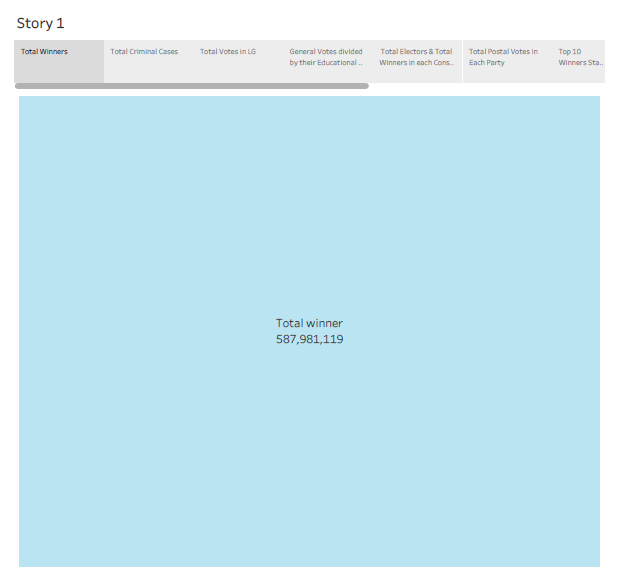 Story 1
Total Winners
Total Criminal Cases
Total Votes in LG
General Votes divided
by their Educational ..
Total Electors & Total
Winners in each Cons..
Total Postal Votes in
Each Party
Top 10
Winners Sta..
Total winner
587,981,119